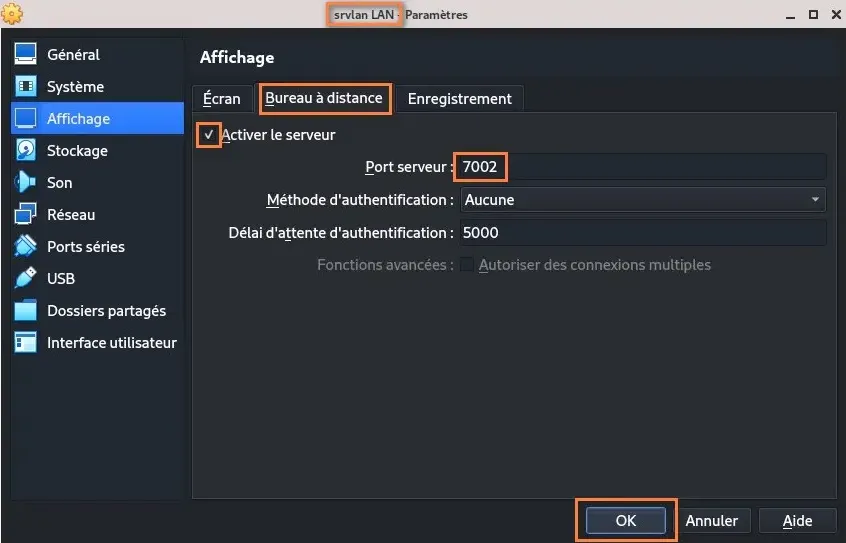 srvlan LAN - Paramètres
Général
Système
Affichage
Stockage
Son
Réseau
Ports séries
USB
Dossiers partagés
Interface utilisateur
Affichage
Écran
Bureau à distance
Enregistrement
✓ Activer le serveur
Port serveur : 7002
Méthode d'authentification : Aucune
Délai d'attente d'authentification : 5000
Fonctions avancées : Autoriser des connexions multiples
OK
Annuler
Aide